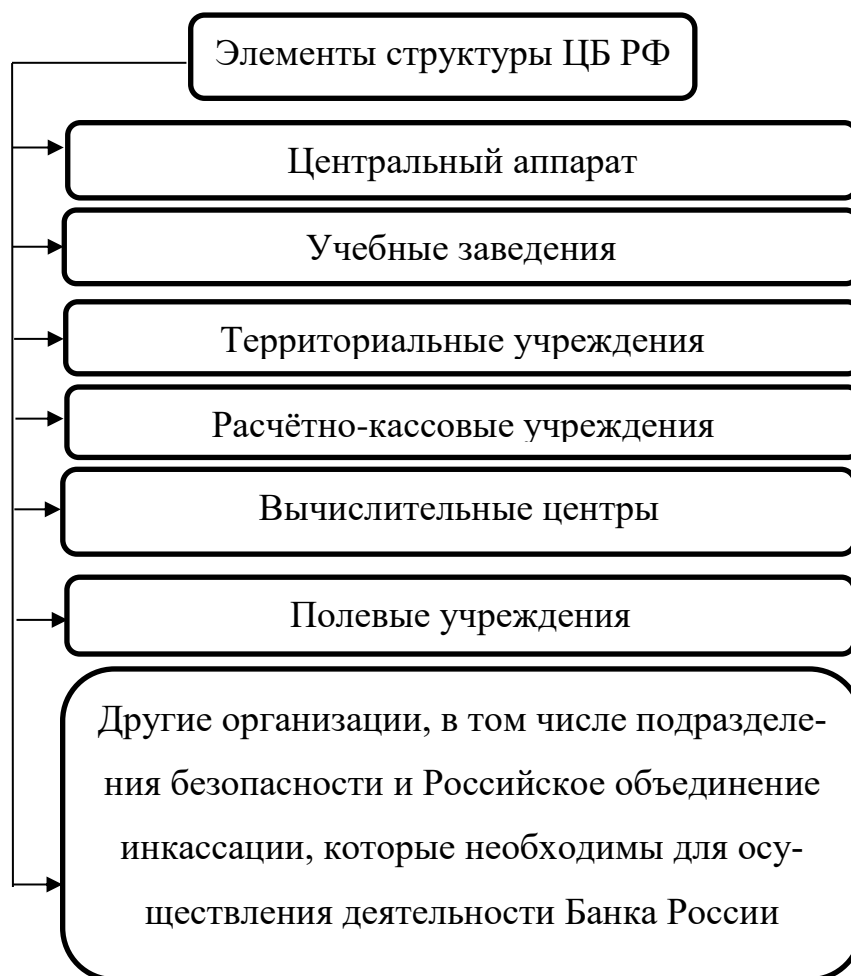 Элементы структуры ЦБ РФ
Центральный аппарат
Учебные заведения
Территориальные учреждения
Расчётно-кассовые учреждения
Вычислительные центры
Полевые учреждения
Другие организации, в том числе подразделе-
ния безопасности и Российское объединение
инкассации, которые необходимы для осу-
ществления деятельности Банка России